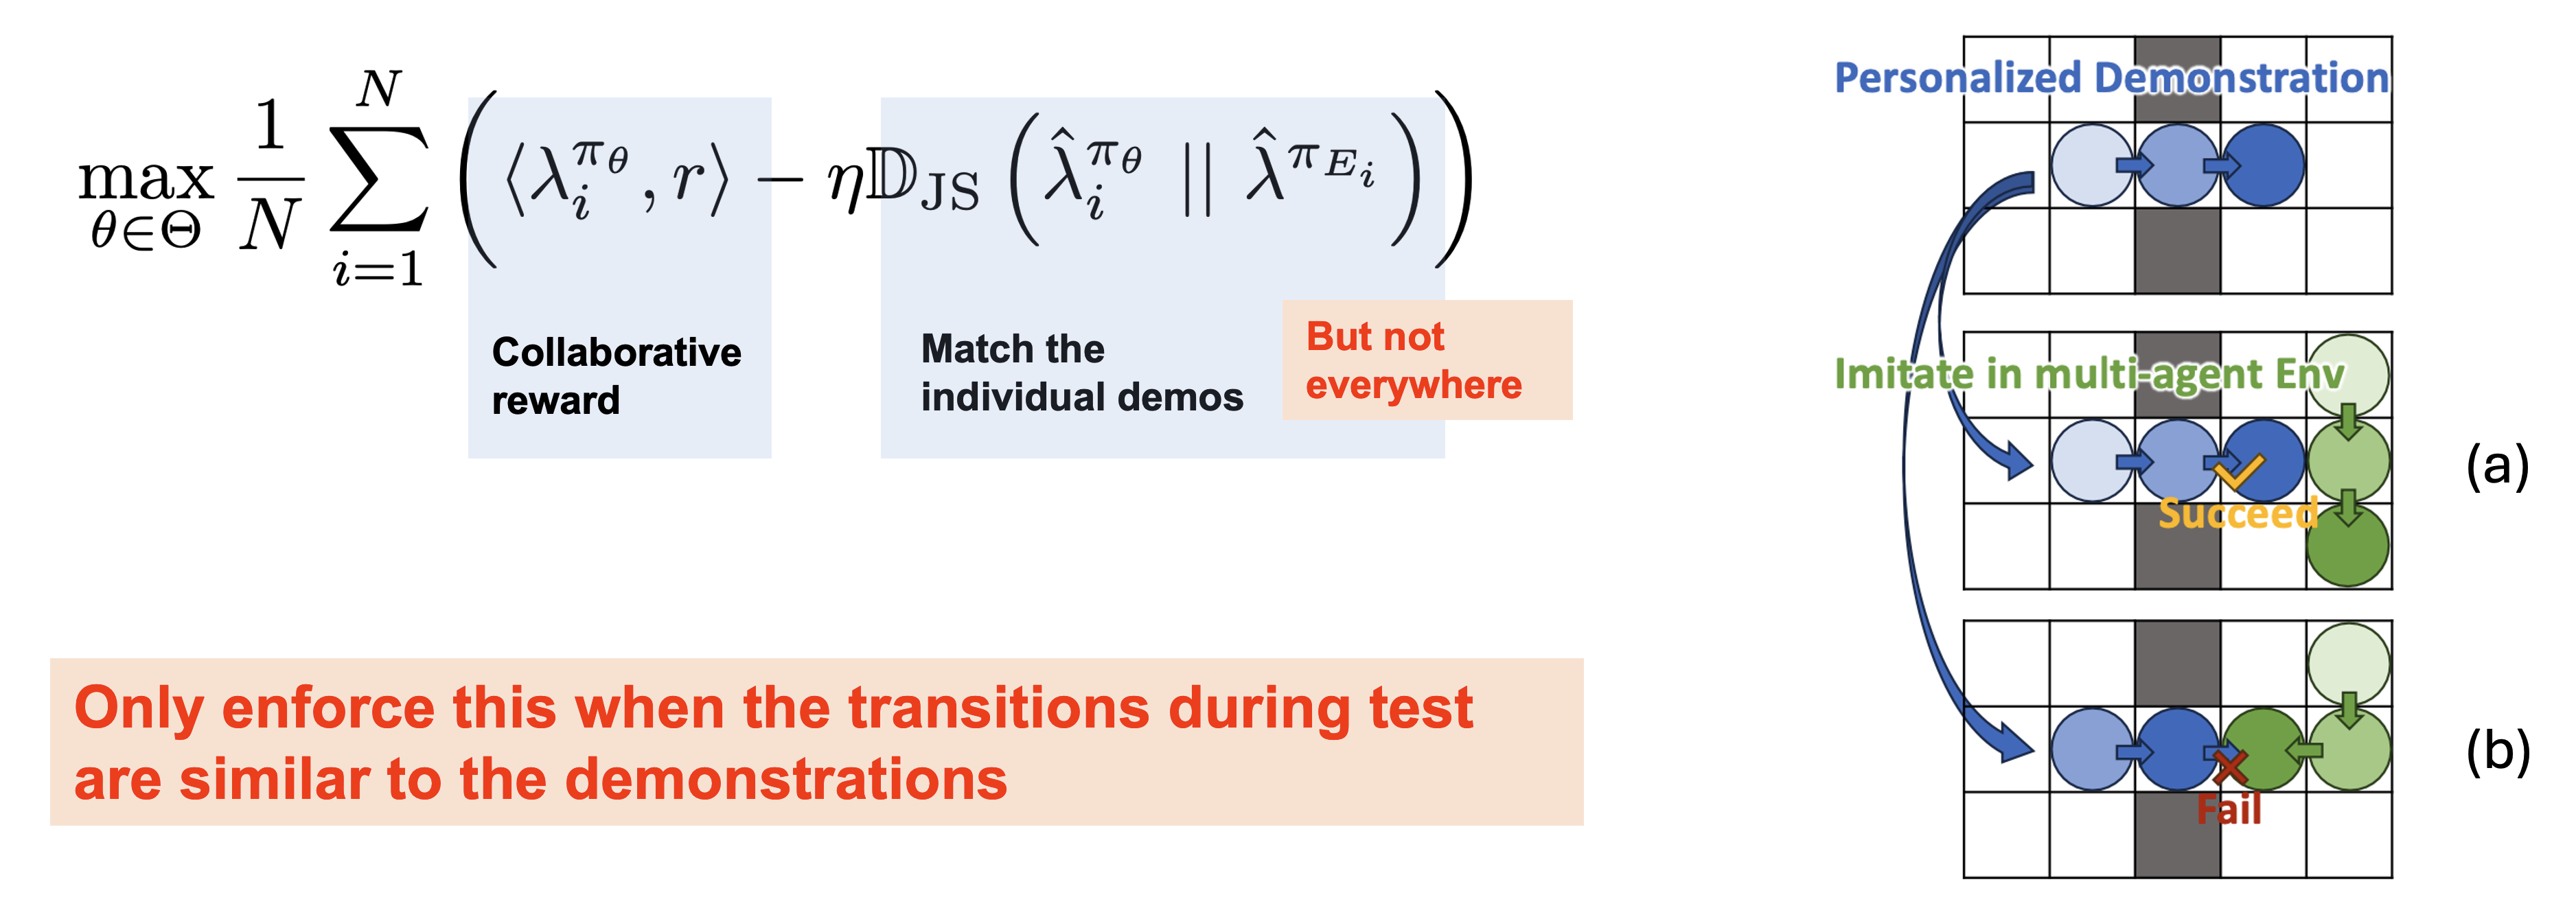 $\max_{\theta \in \Theta} \frac{1}{N} \sum_{i=1}^{N} \left( \langle \lambda_i^{\pi_\theta}, r \rangle - \eta \mathbb{D}_{\mathrm{JS}} \left( \hat{\lambda}_i^{\pi_\theta} \,||\, \hat{\lambda}^{\pi_{E_i}} \right) \right)$
Collaborative
reward
Match the
individual demos
But not
everywhere
Only enforce this when the transitions during test
are similar to the demonstrations
Personalized Demonstration
Imitate in multi-agent Env
Succeed
(a)
Fail
(b)